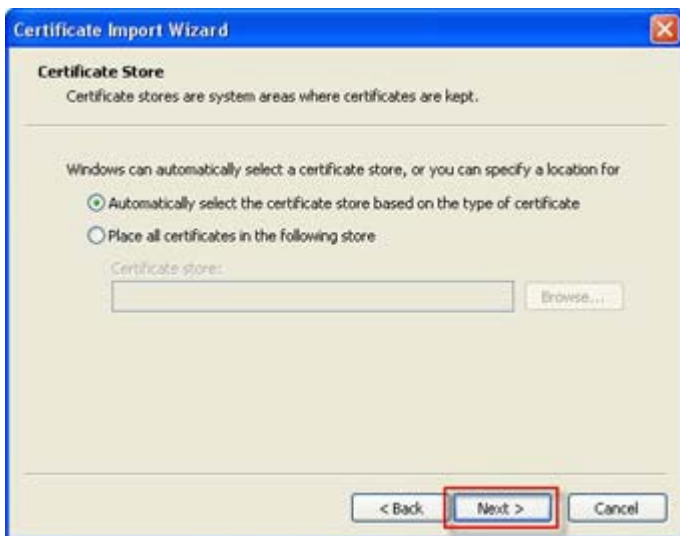 Certificate Import Wizard
Certificate Store
Certificate stores are system areas where certificates are kept.
Windows can automatically select a certificate store, or you can specify a location for
Automatically select the certificate store based on the type of certificate
Place all certificates in the following store
Certificate store:
Browse...
< Back
Next >
Cancel